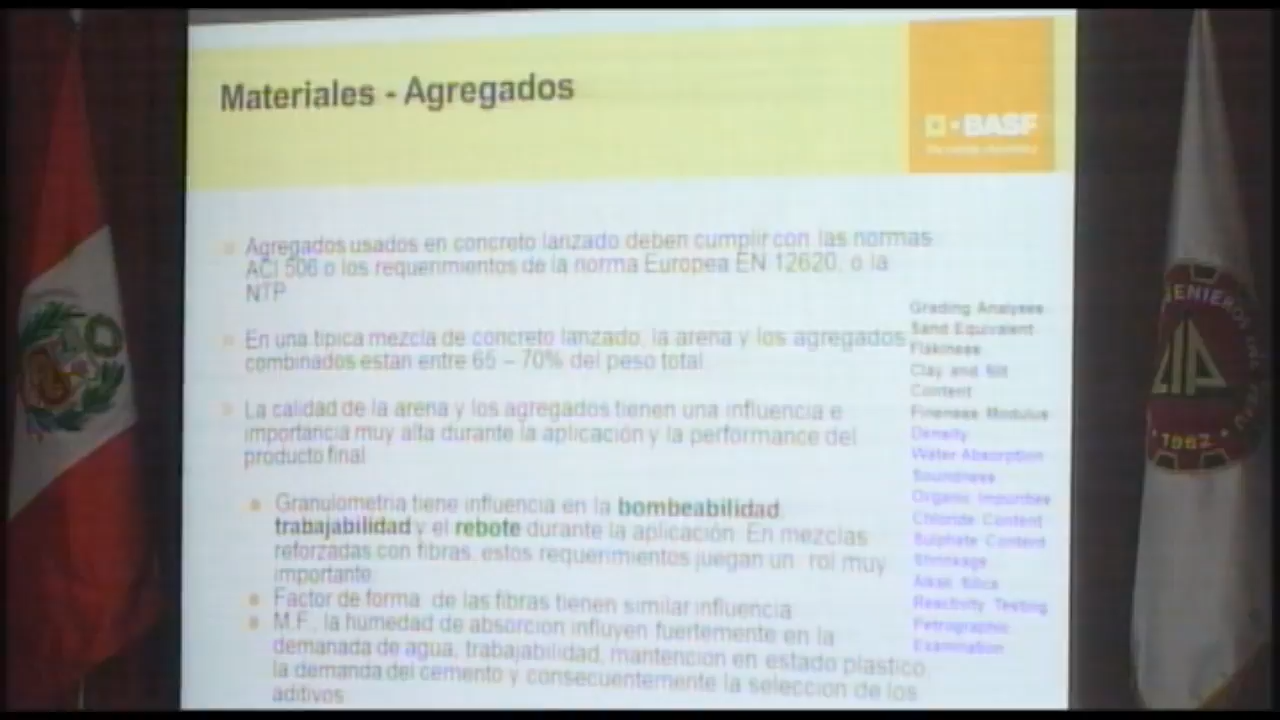 Materiales - Agregados
BASF
Agregados usados en concreto lanzado deben cumplir con las normas
ACI 506 o los requerimientos de la norma Europea EN 12620, o la
NTP
En una tipica mezcla de concreto lanzado, la arena y los agregados
combinados estan entre 65 – 70% del peso total
La calidad de la arena y los agregados tienen una influencia e
importancia muy alta durante la aplicación y la performance del
producto final
Granulometria tiene influencia en la bombeabilidad
trabajabilidad y el rebote durante la aplicación. En mezclas
reforzadas con fibras, estos requerimientos juegan un rol muy
importante.
Factor de forma de las fibras tienen similar influencia
M.F., la humedad de absorcion influyen fuertemente en la
demanada de agua, trabajabilidad, mantencion en estado plastico,
la demanda del cemento y consecuentemente la seleccion de los
aditivos
Grading Analyses
Sand Equivalent
Flakiness
Clay and Silt
Content
Fineness Modulus
Density
Water Absorption
Soundness
Organic Impurities
Chloride Content
Sulphate Content
Shrinkage
Alkali Silica
Reactivity Testing
Petrographic
Examination
1962